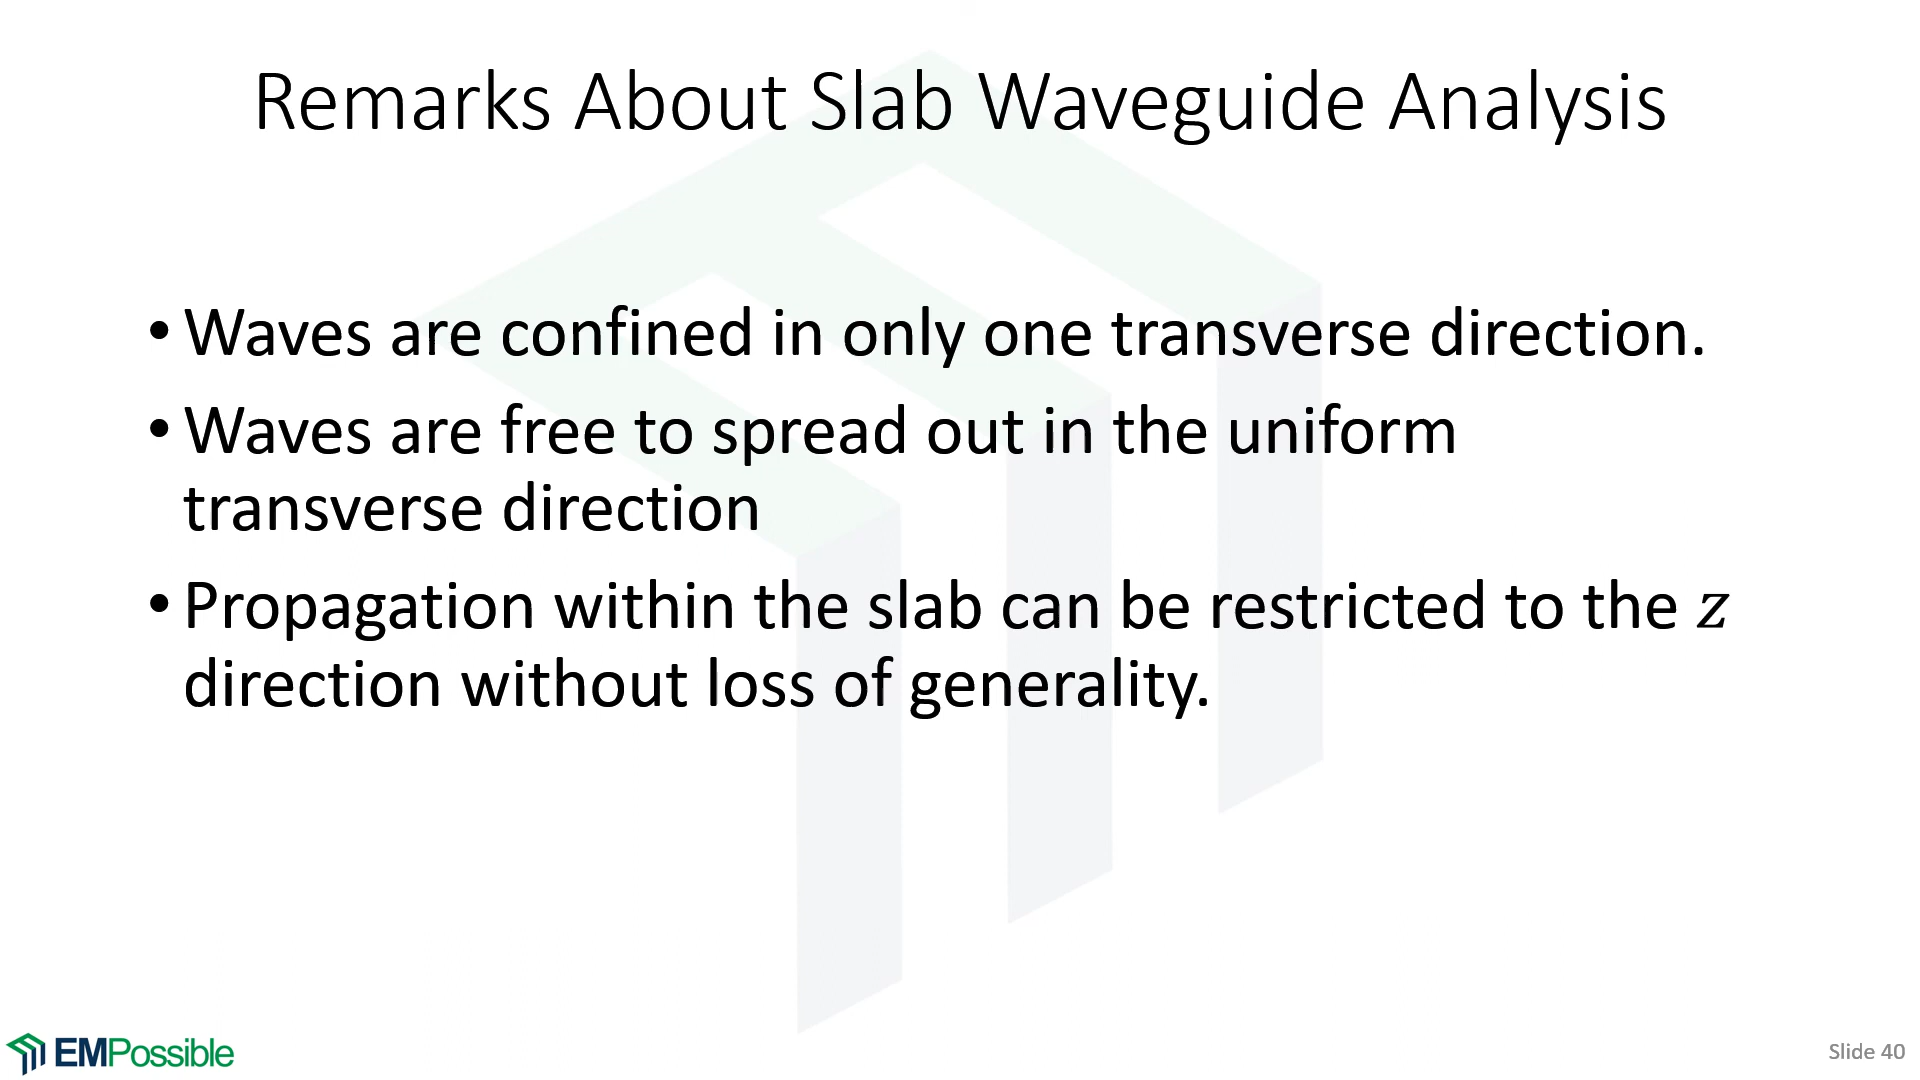 Remarks About Slab Waveguide Analysis
• Waves are confined in only one transverse direction.
• Waves are free to spread out in the uniform
transverse direction
• Propagation within the slab can be restricted to the z
direction without loss of generality.
EMPossible
Slide 40